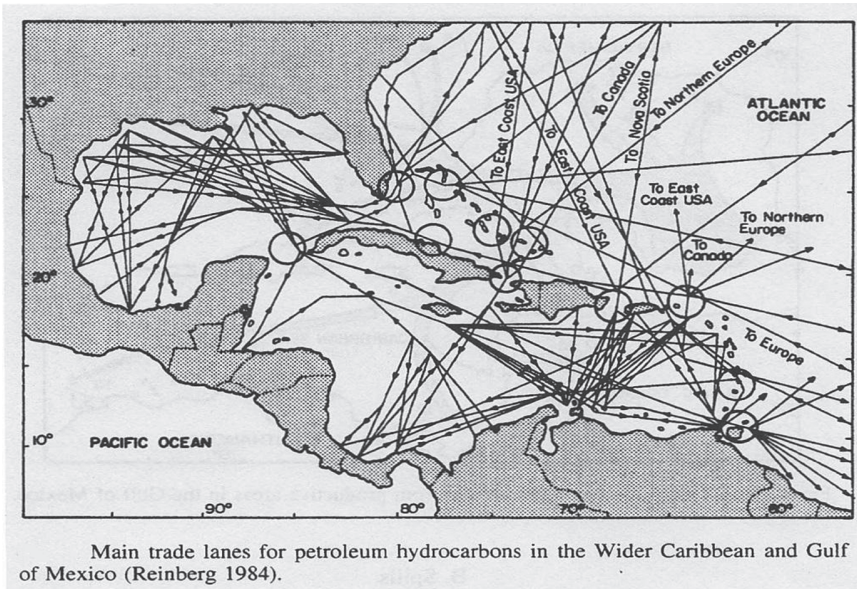 30°
20°
10°
90°
80°
70°
60°
ATLANTIC
OCEAN
PACIFIC OCEAN
To East Coast USA
To East Coast USA
To Canada
To Nova Scotia
To Northern Europe
To East
Coast USA
To Northern
Europe
To
Canada
To Europe
Main trade lanes for petroleum hydrocarbons in the Wider Caribbean and Gulf
of Mexico (Reinberg 1984).